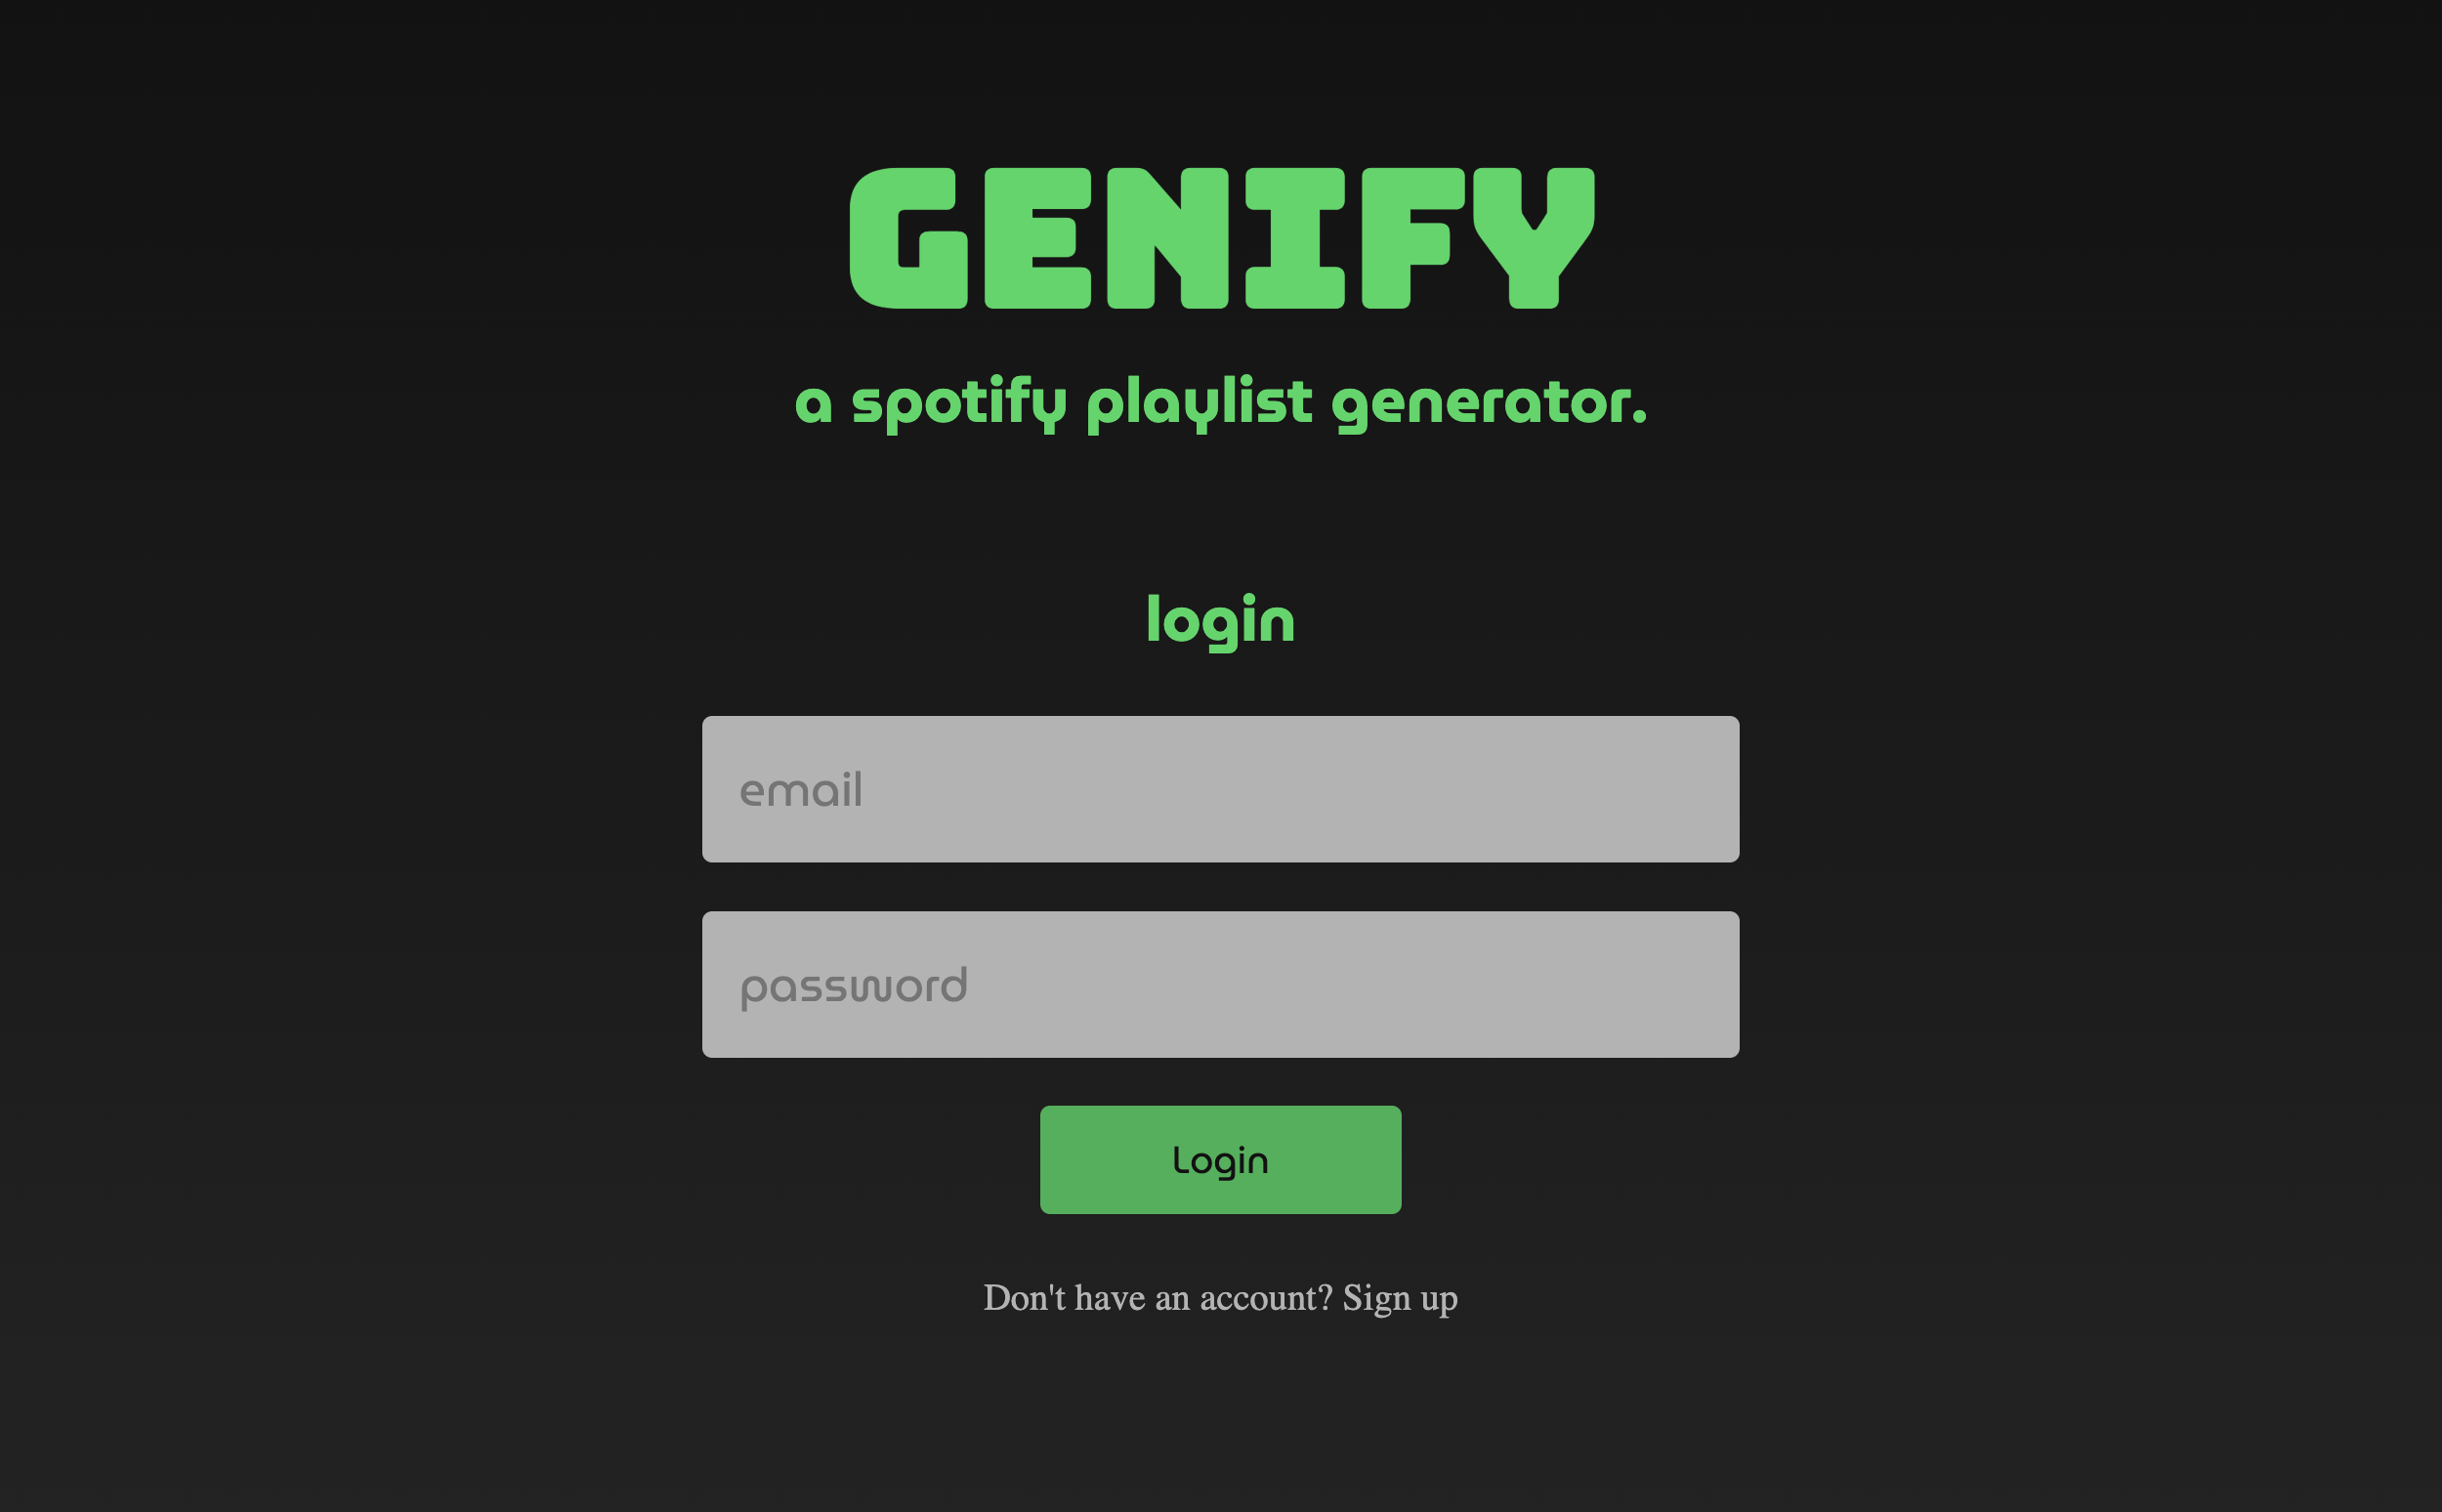 GENIFY
a spotify playlist generator.
login
email
password
Login
Don't have an account? Sign up